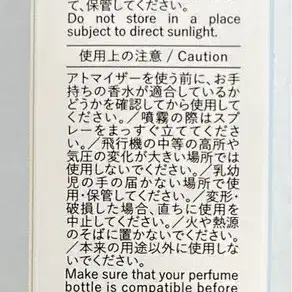 て、保管してください。
Do not store in a place
subject to direct sunlight.
使用上の注意 / Caution
アトマイザーを使う前に、お手
持ちの香水が適合しているか
どうかを確認してから使用して
ください。／噴霧の際はスプ
レーをまっすぐ立ててくださ
い。／飛行機の中等の高所や
気圧の変化が大きい場所では
使用しないでください。／乳幼
児の手の届かない場所で使
用・保管してください。／変形・
破損した場合、直ちに使用を
中止してください。／火や熱源
のそばに置かないでください。
／本来の用途以外に使用しな
いでください。
Make sure that your perfume
bottle is compatible before